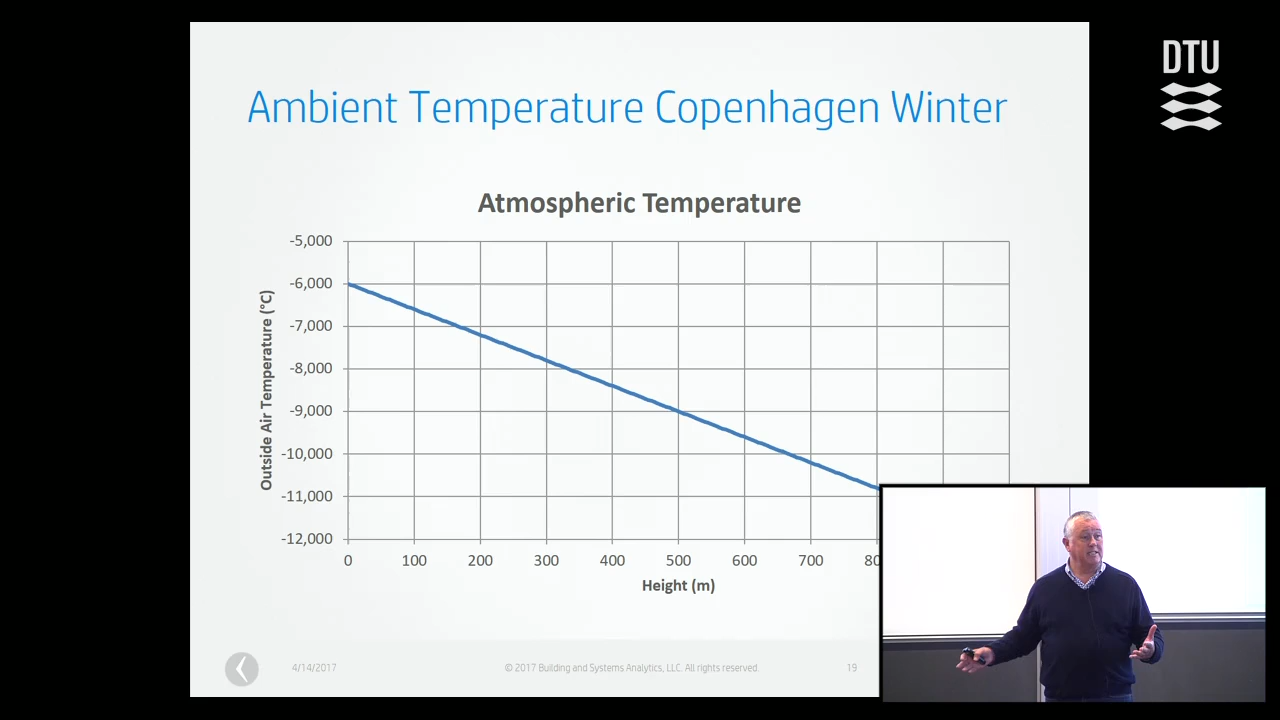 DTU
Ambient Temperature Copenhagen Winter
Atmospheric Temperature
Outside Air Temperature (°C)
-5,000
-6,000
-7,000
-8,000
-9,000
-10,000
-11,000
-12,000
0 100 200 300 400 500 600 700 80
Height (m)
4/14/2017 © 2017 Building and Systems Analytics, LLC. All rights reserved. 19